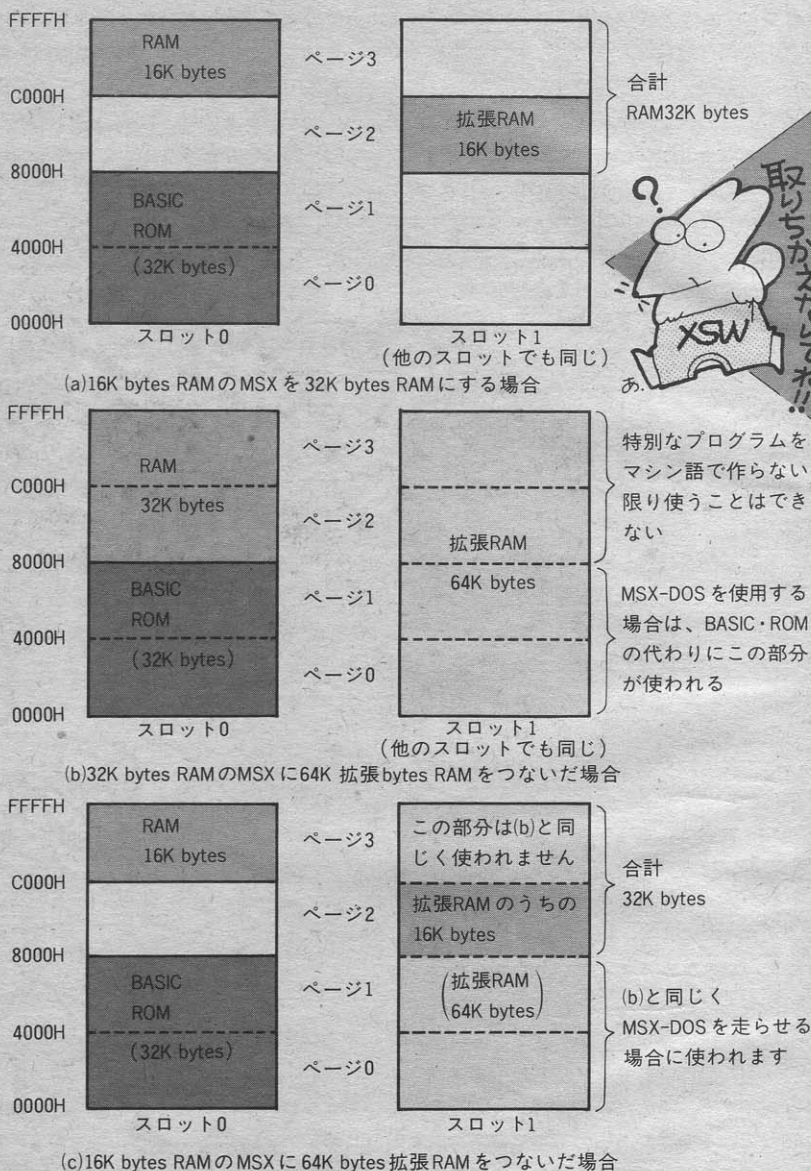 FFFFH
RAM
16K bytes
ページ3
C000H
ページ2
拡張RAM
16K bytes
合計
RAM32K bytes
8000H
BASIC
ROM
ページ1
4000H
(32K bytes)
ページ0
0000H
スロット0
スロット1
(他のスロットでも同じ)
?
XSW
あ.
(a)16K bytes RAMのMSXを32K bytes RAMにする場合
FFFFH
RAM
ページ3
C000H
32K bytes
ページ2
拡張RAM
特別なプログラムを
マシン語で作らない
限り使うことはでき
ない
8000H
BASIC
ROM
ページ1
64K bytes
4000H
(32K bytes)
ページ0
MSX-DOSを使用する
場合は、BASIC・ROM
の代わりにこの部分
が使われる
0000H
スロット0
スロット1
(他のスロットでも同じ)
(b)32K bytes RAMのMSXに64K 拡張bytes RAMをつないだ場合
FFFFH
RAM
16K bytes
ページ3
この部分は(b)と同
じく使われません
C000H
ページ2
拡張RAMのうちの
16K bytes
合計
32K bytes
8000H
BASIC
ROM
ページ1
(拡張RAM
64K bytes)
4000H
(32K bytes)
ページ0
(b)と同じく
MSX-DOSを走らせる
場合に使われます
0000H
スロット0
スロット1
(c)16K bytes RAMのMSXに64K bytes拡張RAMをつないだ場合